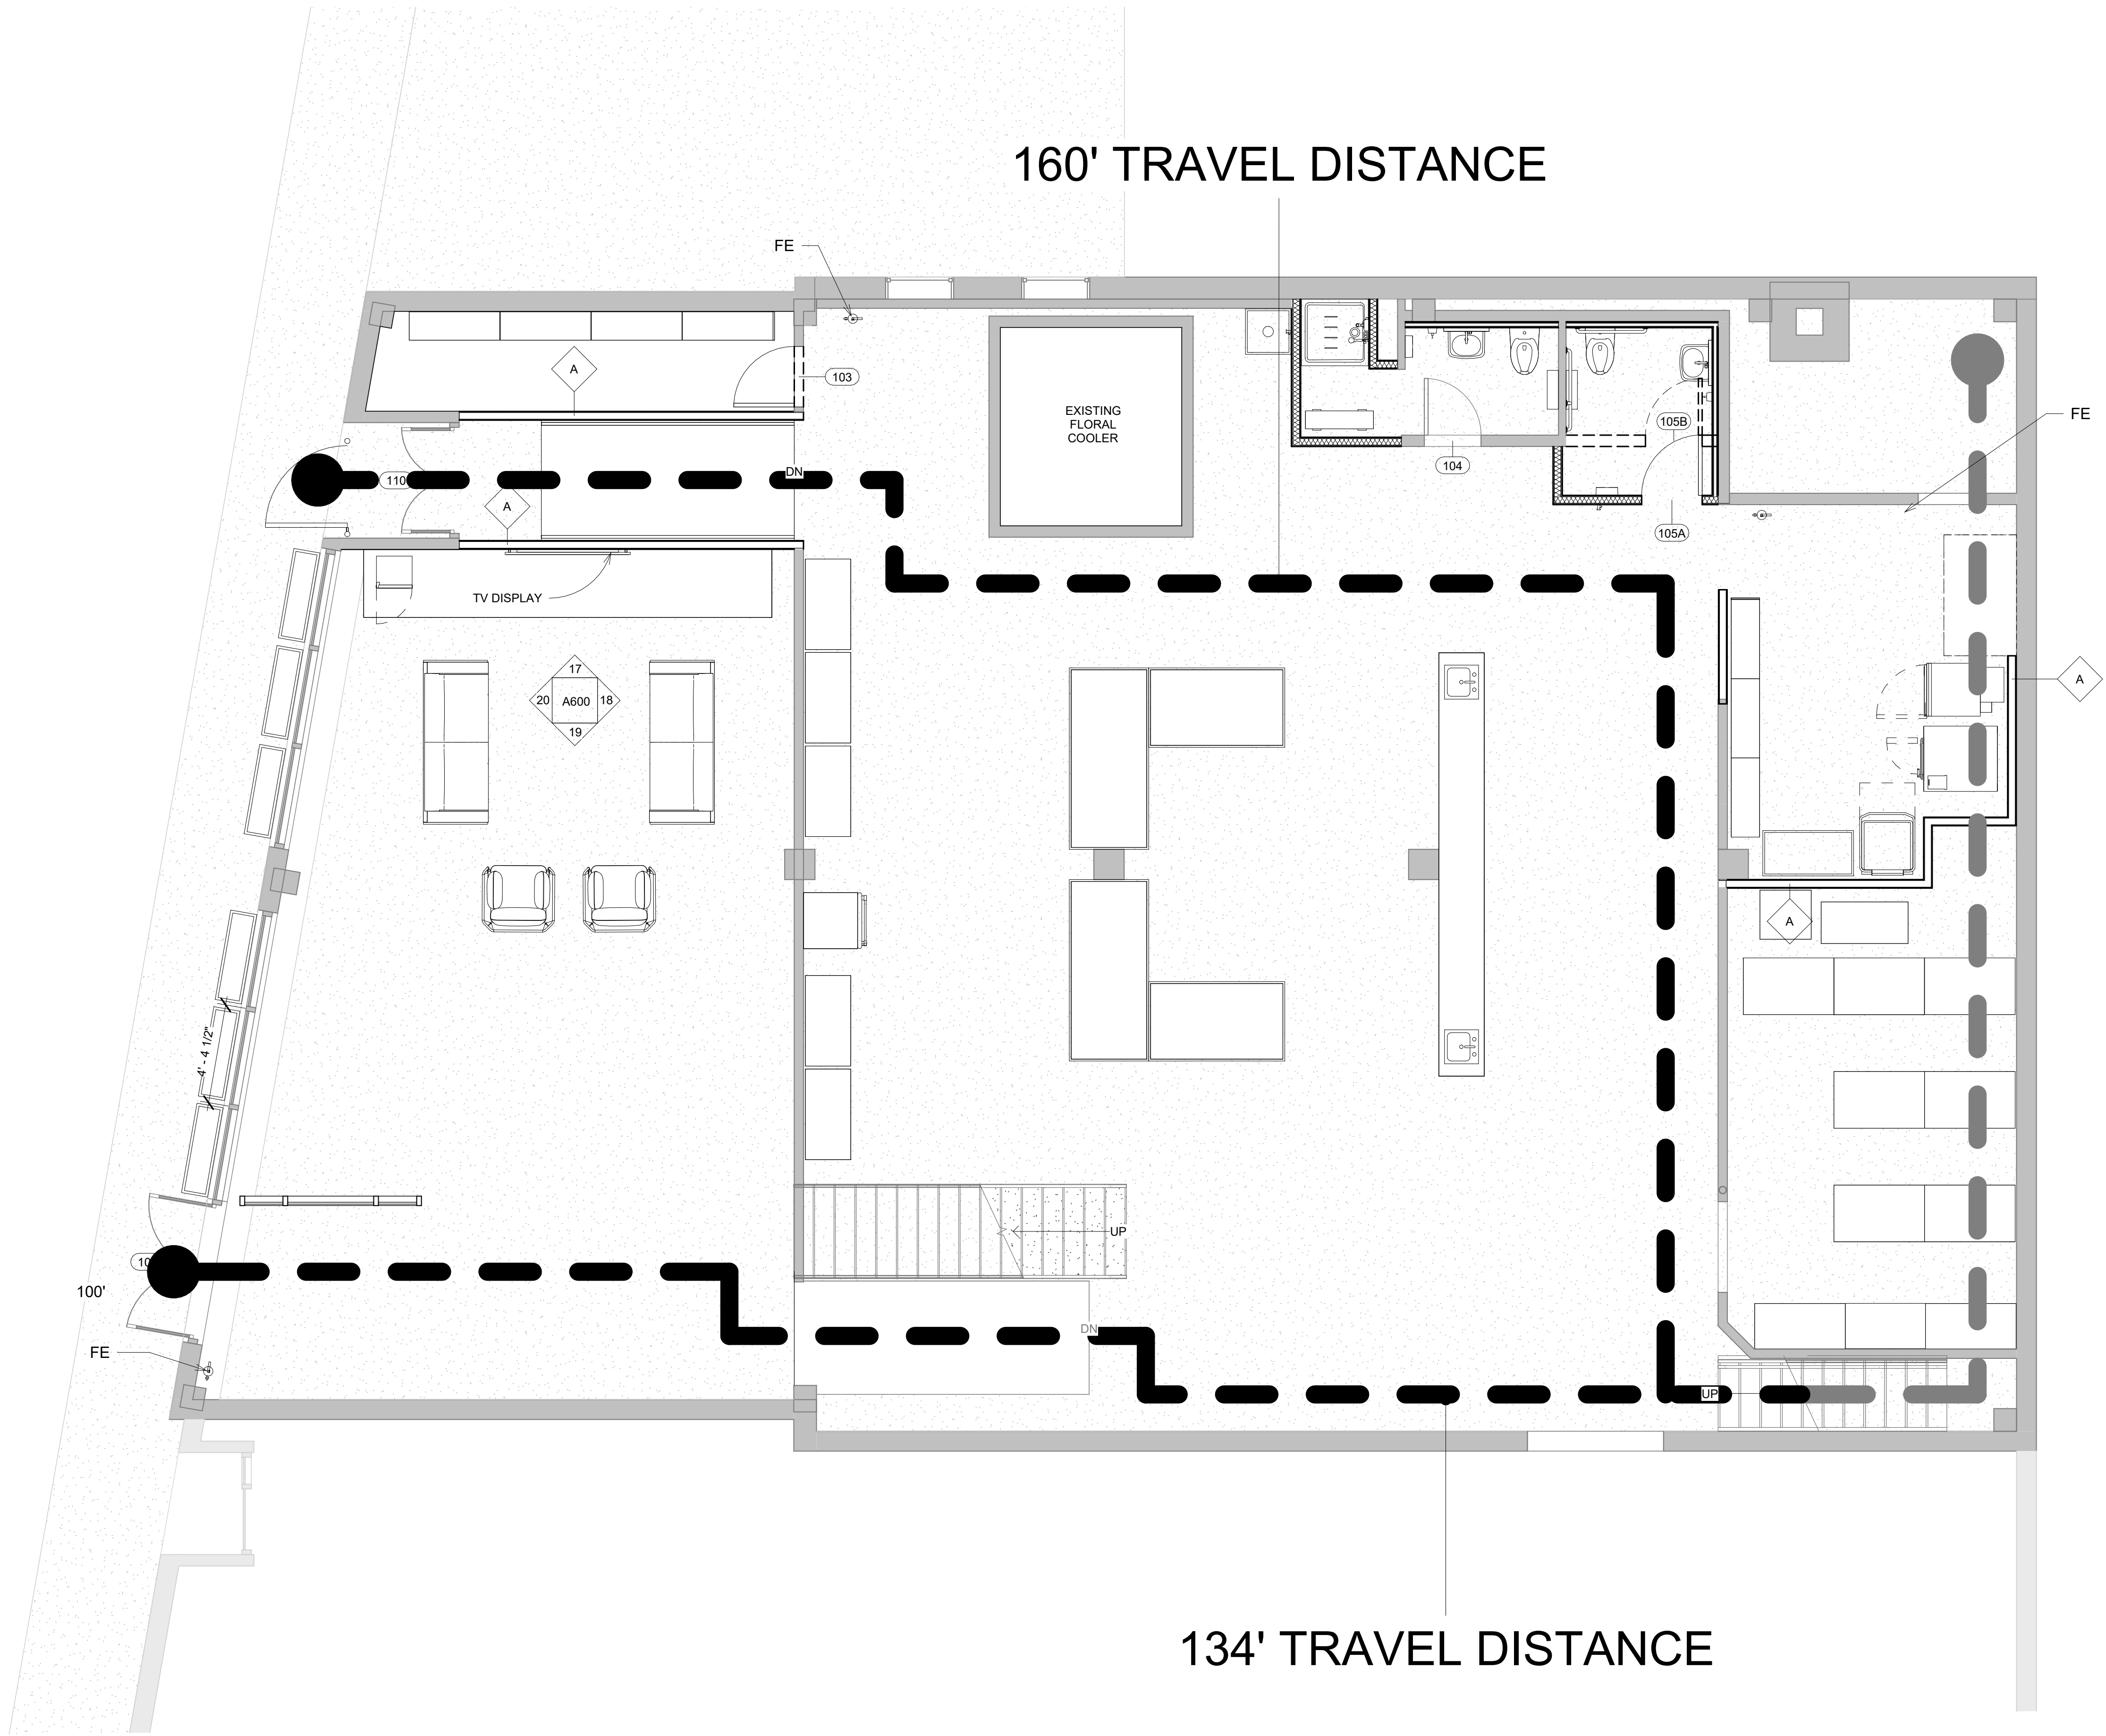 160' TRAVEL DISTANCE
FE
A
103
EXISTING
FLORAL
COOLER
105B
FE
104
DN
110
A
105A
TV DISPLAY
17
20
A600
18
19
A
A
4' - 4 1/2"
UP
10
100'
DN
FE
UP
134' TRAVEL DISTANCE